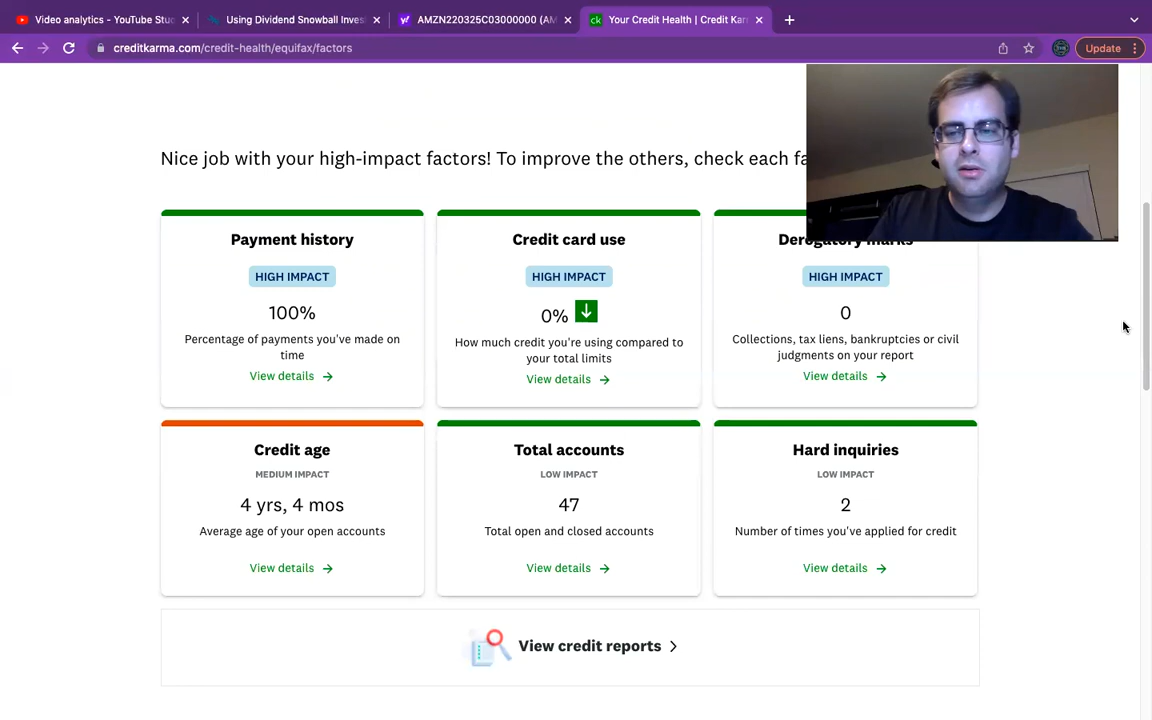 Video analytics - YouTube Stu
Using Dividend Snowball Inves
AMZN220325C03000000 (AM
Your Credit Health | Credit Kar
creditkarma.com/credit-health/equifax/factors
Update
Nice job with your high-impact factors! To improve the others, check each fa
Payment history
HIGH IMPACT
100%
Percentage of payments you've made on
time
View details →
Credit card use
HIGH IMPACT
0%
How much credit you're using compared to
your total limits
View details →
Derogatory marks
HIGH IMPACT
0
Collections, tax liens, bankruptcies or civil
judgments on your report
View details →
Credit age
MEDIUM IMPACT
4 yrs, 4 mos
Average age of your open accounts
View details →
Total accounts
LOW IMPACT
47
Total open and closed accounts
View details →
Hard inquiries
LOW IMPACT
2
Number of times you've applied for credit
View details →
View credit reports